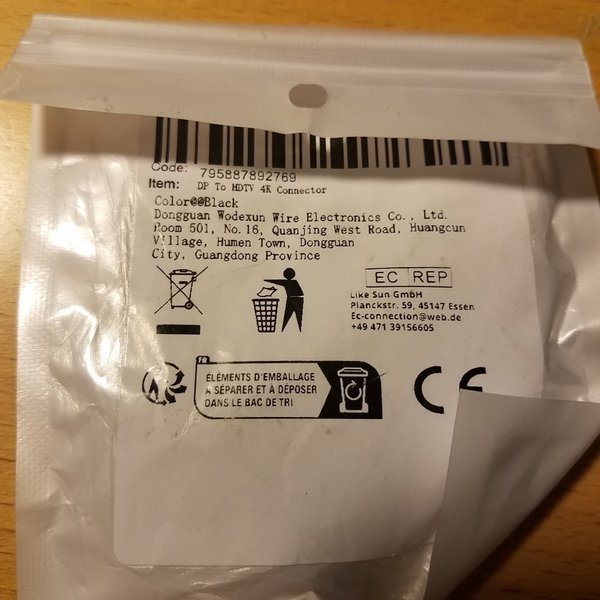 Code: 795887892769
Item: DP To HDTV 4K Connector
Color@@Black
Dongguan Wodexun Wire Electronics Co., Ltd.
Room 501, No.16, Quanjing West Road, Huangcun
Village, Humen Town, Dongguan
City, Guangdong Province
EC REP
Like Sun GmbH
Planckstr. 59, 45147 Essen
Ec-connection@web.de
+49 471 39156605
FR
ÉLÉMENTS D'EMBALLAGE
À SÉPARER ET À DÉPOSER
DANS LE BAC DE TRI
CE